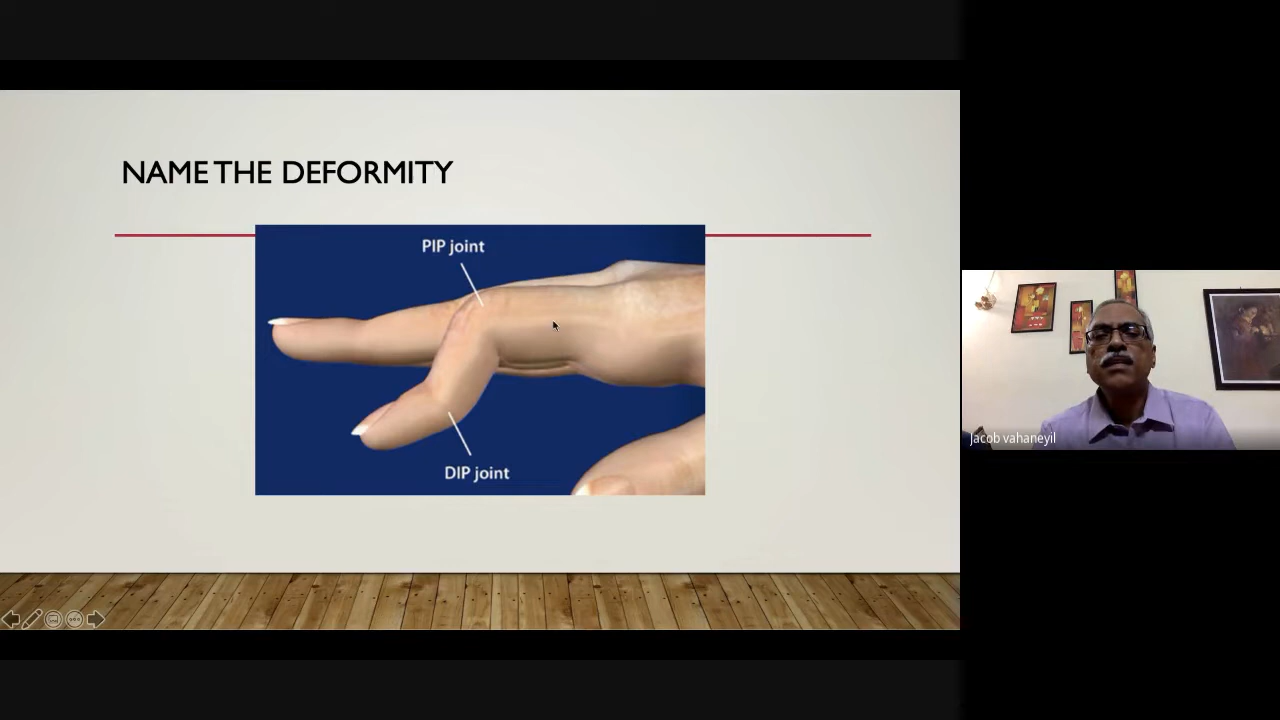 NAME THE DEFORMITY
PIP joint
DIP joint
Jacob vahaneyil